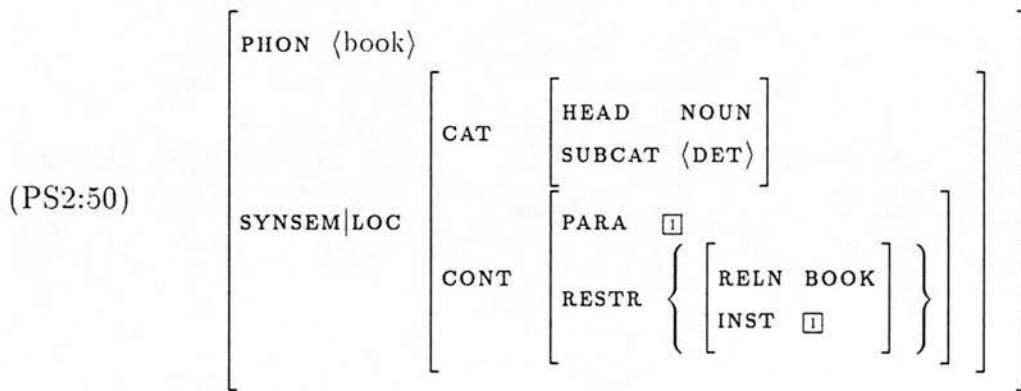 PHON ⟨book⟩
HEAD NOUN
CAT
SUBCAT ⟨DET⟩
(PS2:50)
SYNSEM|LOC
PARA 1
CONT
RELN BOOK
RESTR
INST 1